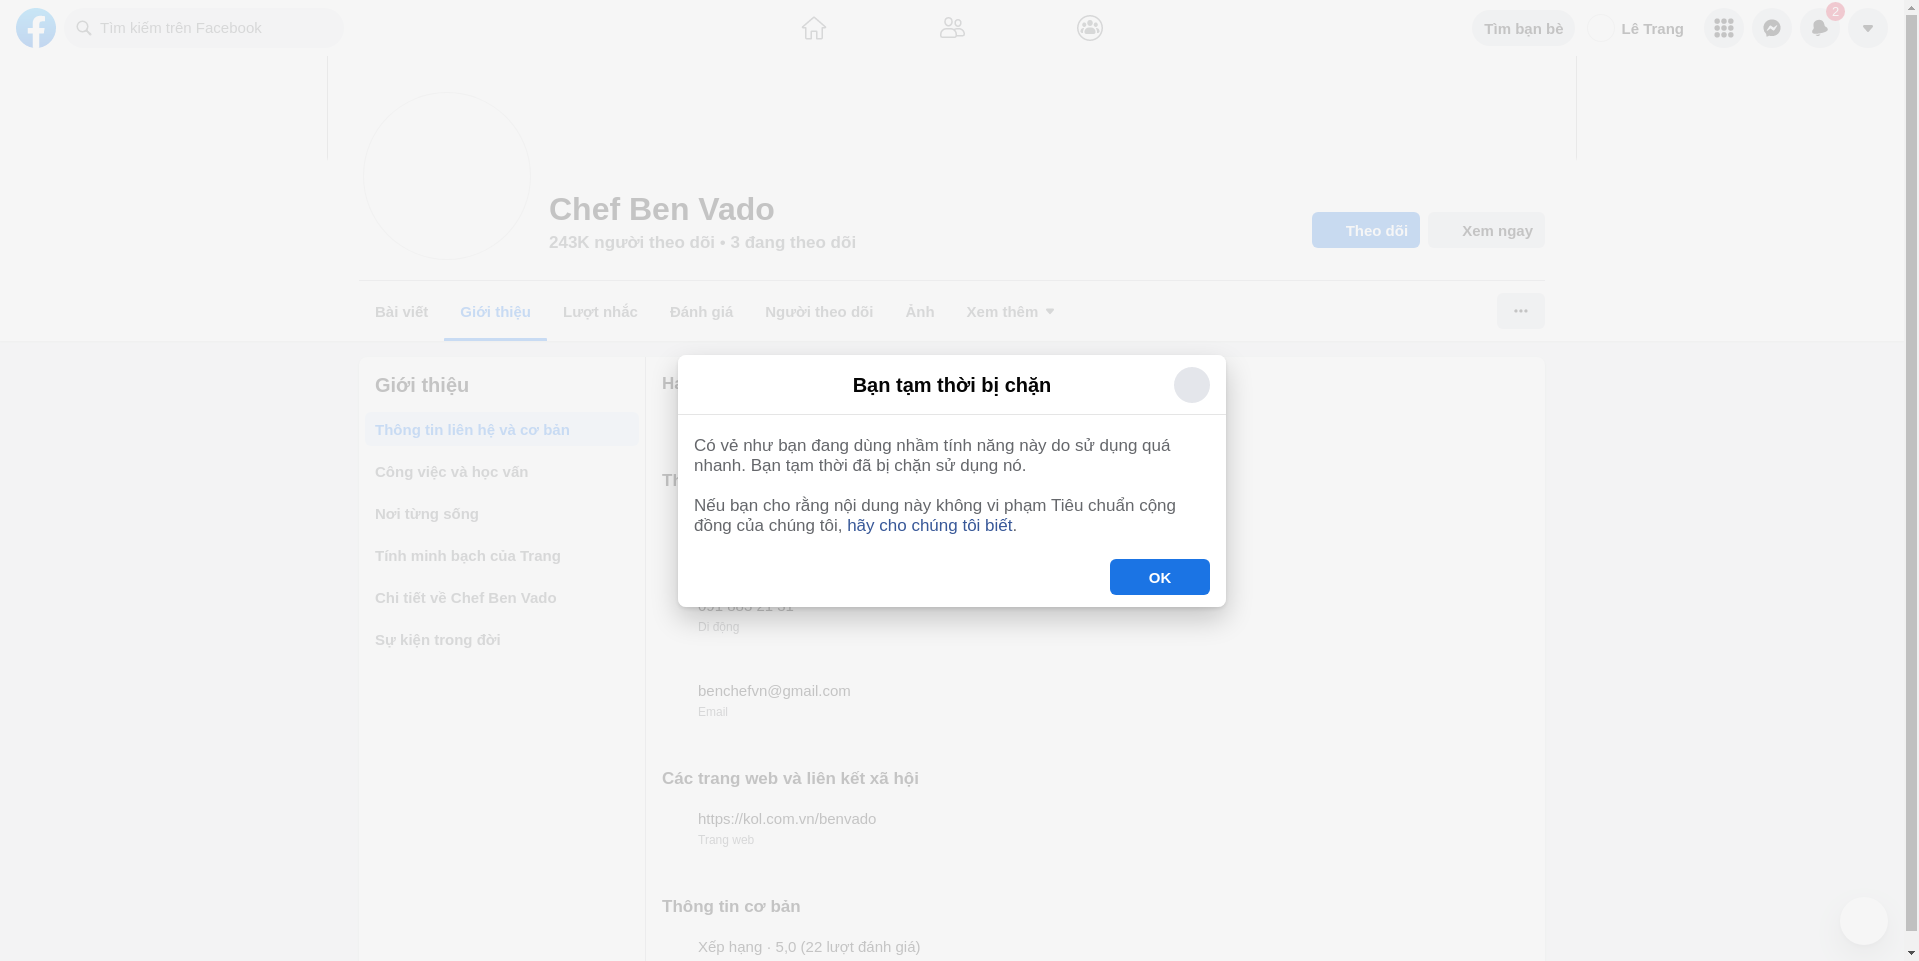 Tìm kiếm trên Facebook
Tìm bạn bè
Lê Trang
2
Chef Ben Vado
243K người theo dõi • 3 đang theo dõi
Theo dõi
Xem ngay
Bài viết
Giới thiệu
Lượt nhắc
Đánh giá
Người theo dõi
Ảnh
Xem thêm
Giới thiệu
Thông tin liên hệ và cơ bản
Công việc và học vấn
Nơi từng sống
Tính minh bạch của Trang
Chi tiết về Chef Ben Vado
Sự kiện trong đời
Bạn tạm thời bị chặn
Có vẻ như bạn đang dùng nhầm tính năng này do sử dụng quá
nhanh. Bạn tạm thời đã bị chặn sử dụng nó.
Nếu bạn cho rằng nội dung này không vi phạm Tiêu chuẩn cộng
đồng của chúng tôi, hãy cho chúng tôi biết.
OK
Di động
benchefvn@gmail.com
Email
Các trang web và liên kết xã hội
https://kol.com.vn/benvado
Trang web
Thông tin cơ bản
Xếp hạng · 5,0 (22 lượt đánh giá)